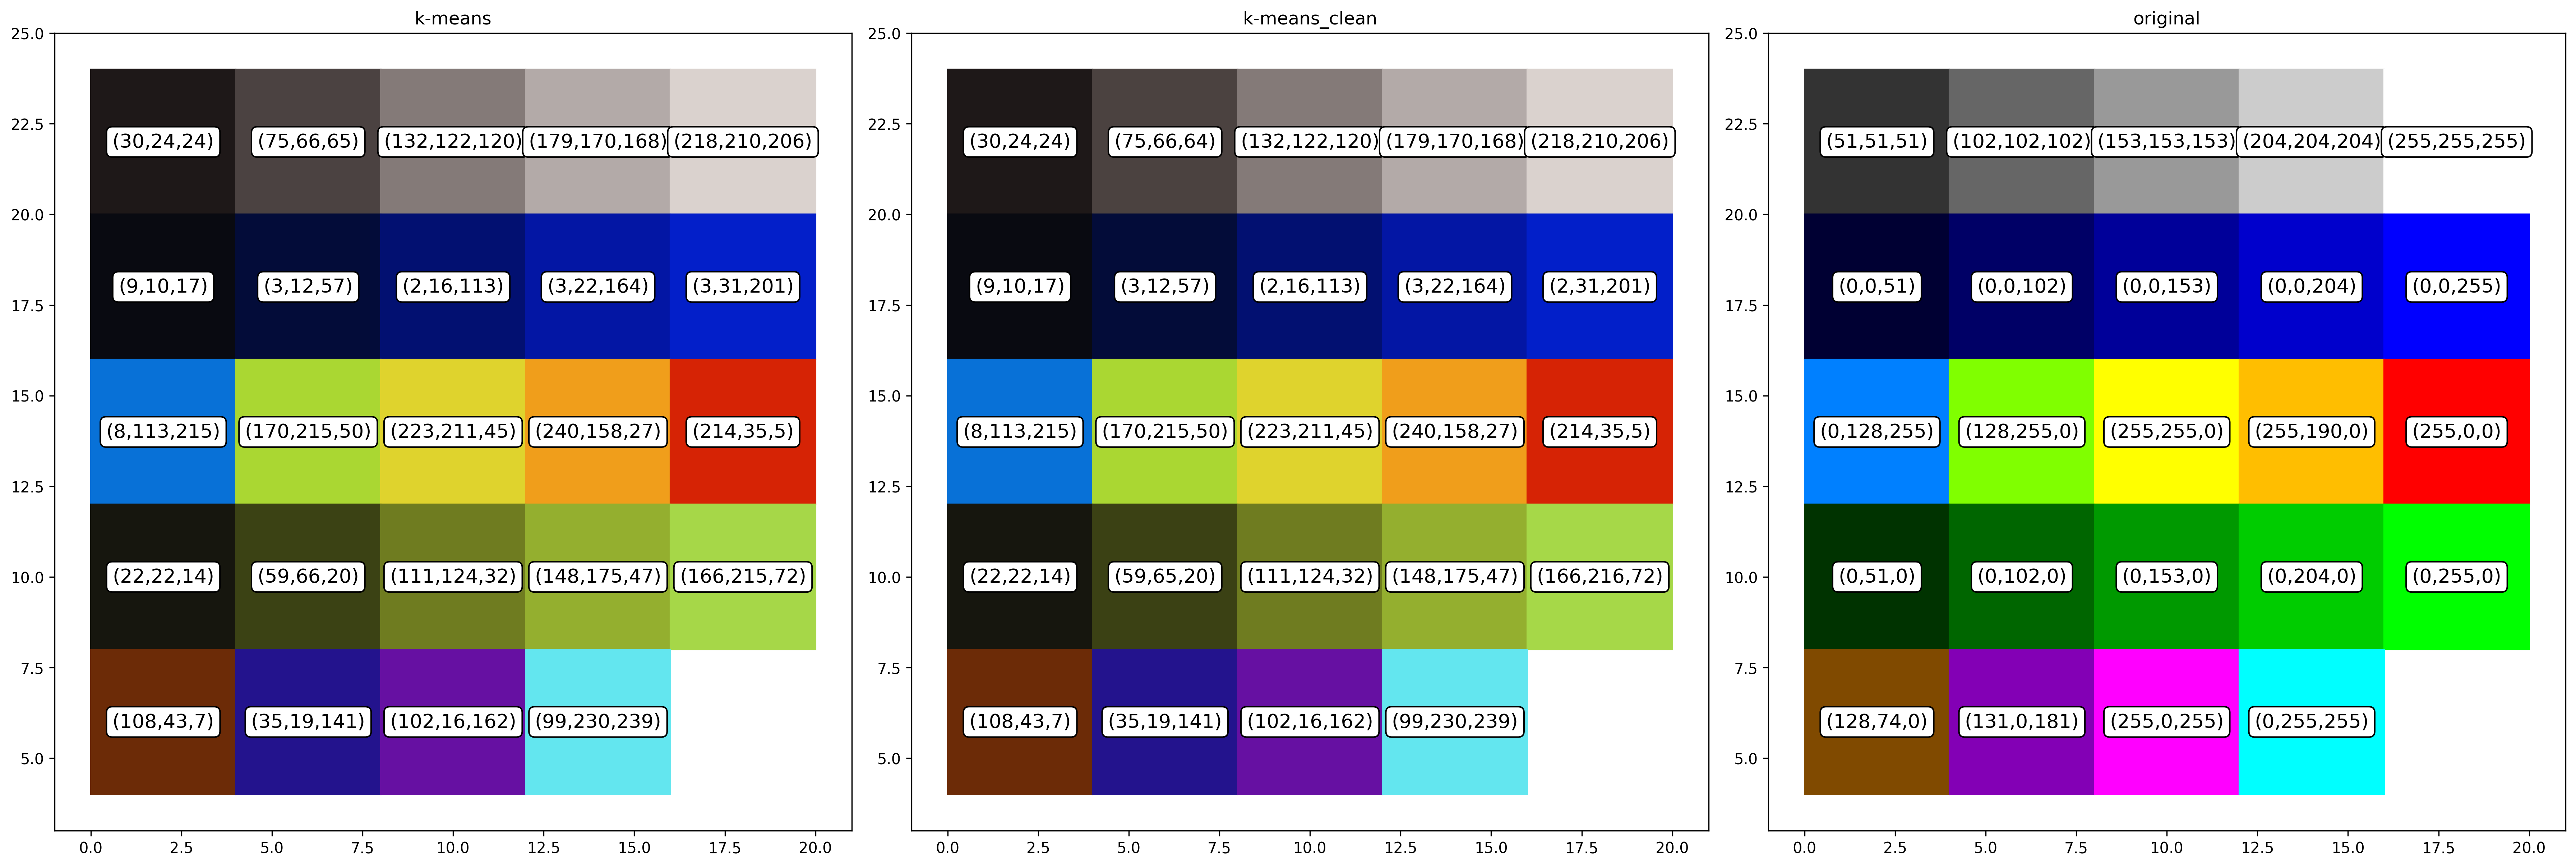 k-means
25.0
22.5
20.0
17.5
15.0
12.5
10.0
7.5
5.0
(30,24,24) (75,66,65) (132,122,120) (179,170,168) (218,210,206)
(9,10,17) (3,12,57) (2,16,113) (3,22,164) (3,31,201)
(8,113,215) (170,215,50) (223,211,45) (240,158,27) (214,35,5)
(22,22,14) (59,66,20) (111,124,32) (148,175,47) (166,215,72)
(108,43,7) (35,19,141) (102,16,162) (99,230,239)
0.0 2.5 5.0 7.5 10.0 12.5 15.0 17.5 20.0
k-means_clean
25.0
22.5
20.0
17.5
15.0
12.5
10.0
7.5
5.0
(30,24,24) (75,66,64) (132,122,120) (179,170,168) (218,210,206)
(9,10,17) (3,12,57) (2,16,113) (3,22,164) (2,31,201)
(8,113,215) (170,215,50) (223,211,45) (240,158,27) (214,35,5)
(22,22,14) (59,65,20) (111,124,32) (148,175,47) (166,216,72)
(108,43,7) (35,19,141) (102,16,162) (99,230,239)
0.0 2.5 5.0 7.5 10.0 12.5 15.0 17.5 20.0
original
25.0
22.5
20.0
17.5
15.0
12.5
10.0
7.5
5.0
(51,51,51) (102,102,102) (153,153,153) (204,204,204) (255,255,255)
(0,0,51) (0,0,102) (0,0,153) (0,0,204) (0,0,255)
(0,128,255) (128,255,0) (255,255,0) (255,190,0) (255,0,0)
(0,51,0) (0,102,0) (0,153,0) (0,204,0) (0,255,0)
(128,74,0) (131,0,181) (255,0,255) (0,255,255)
0.0 2.5 5.0 7.5 10.0 12.5 15.0 17.5 20.0